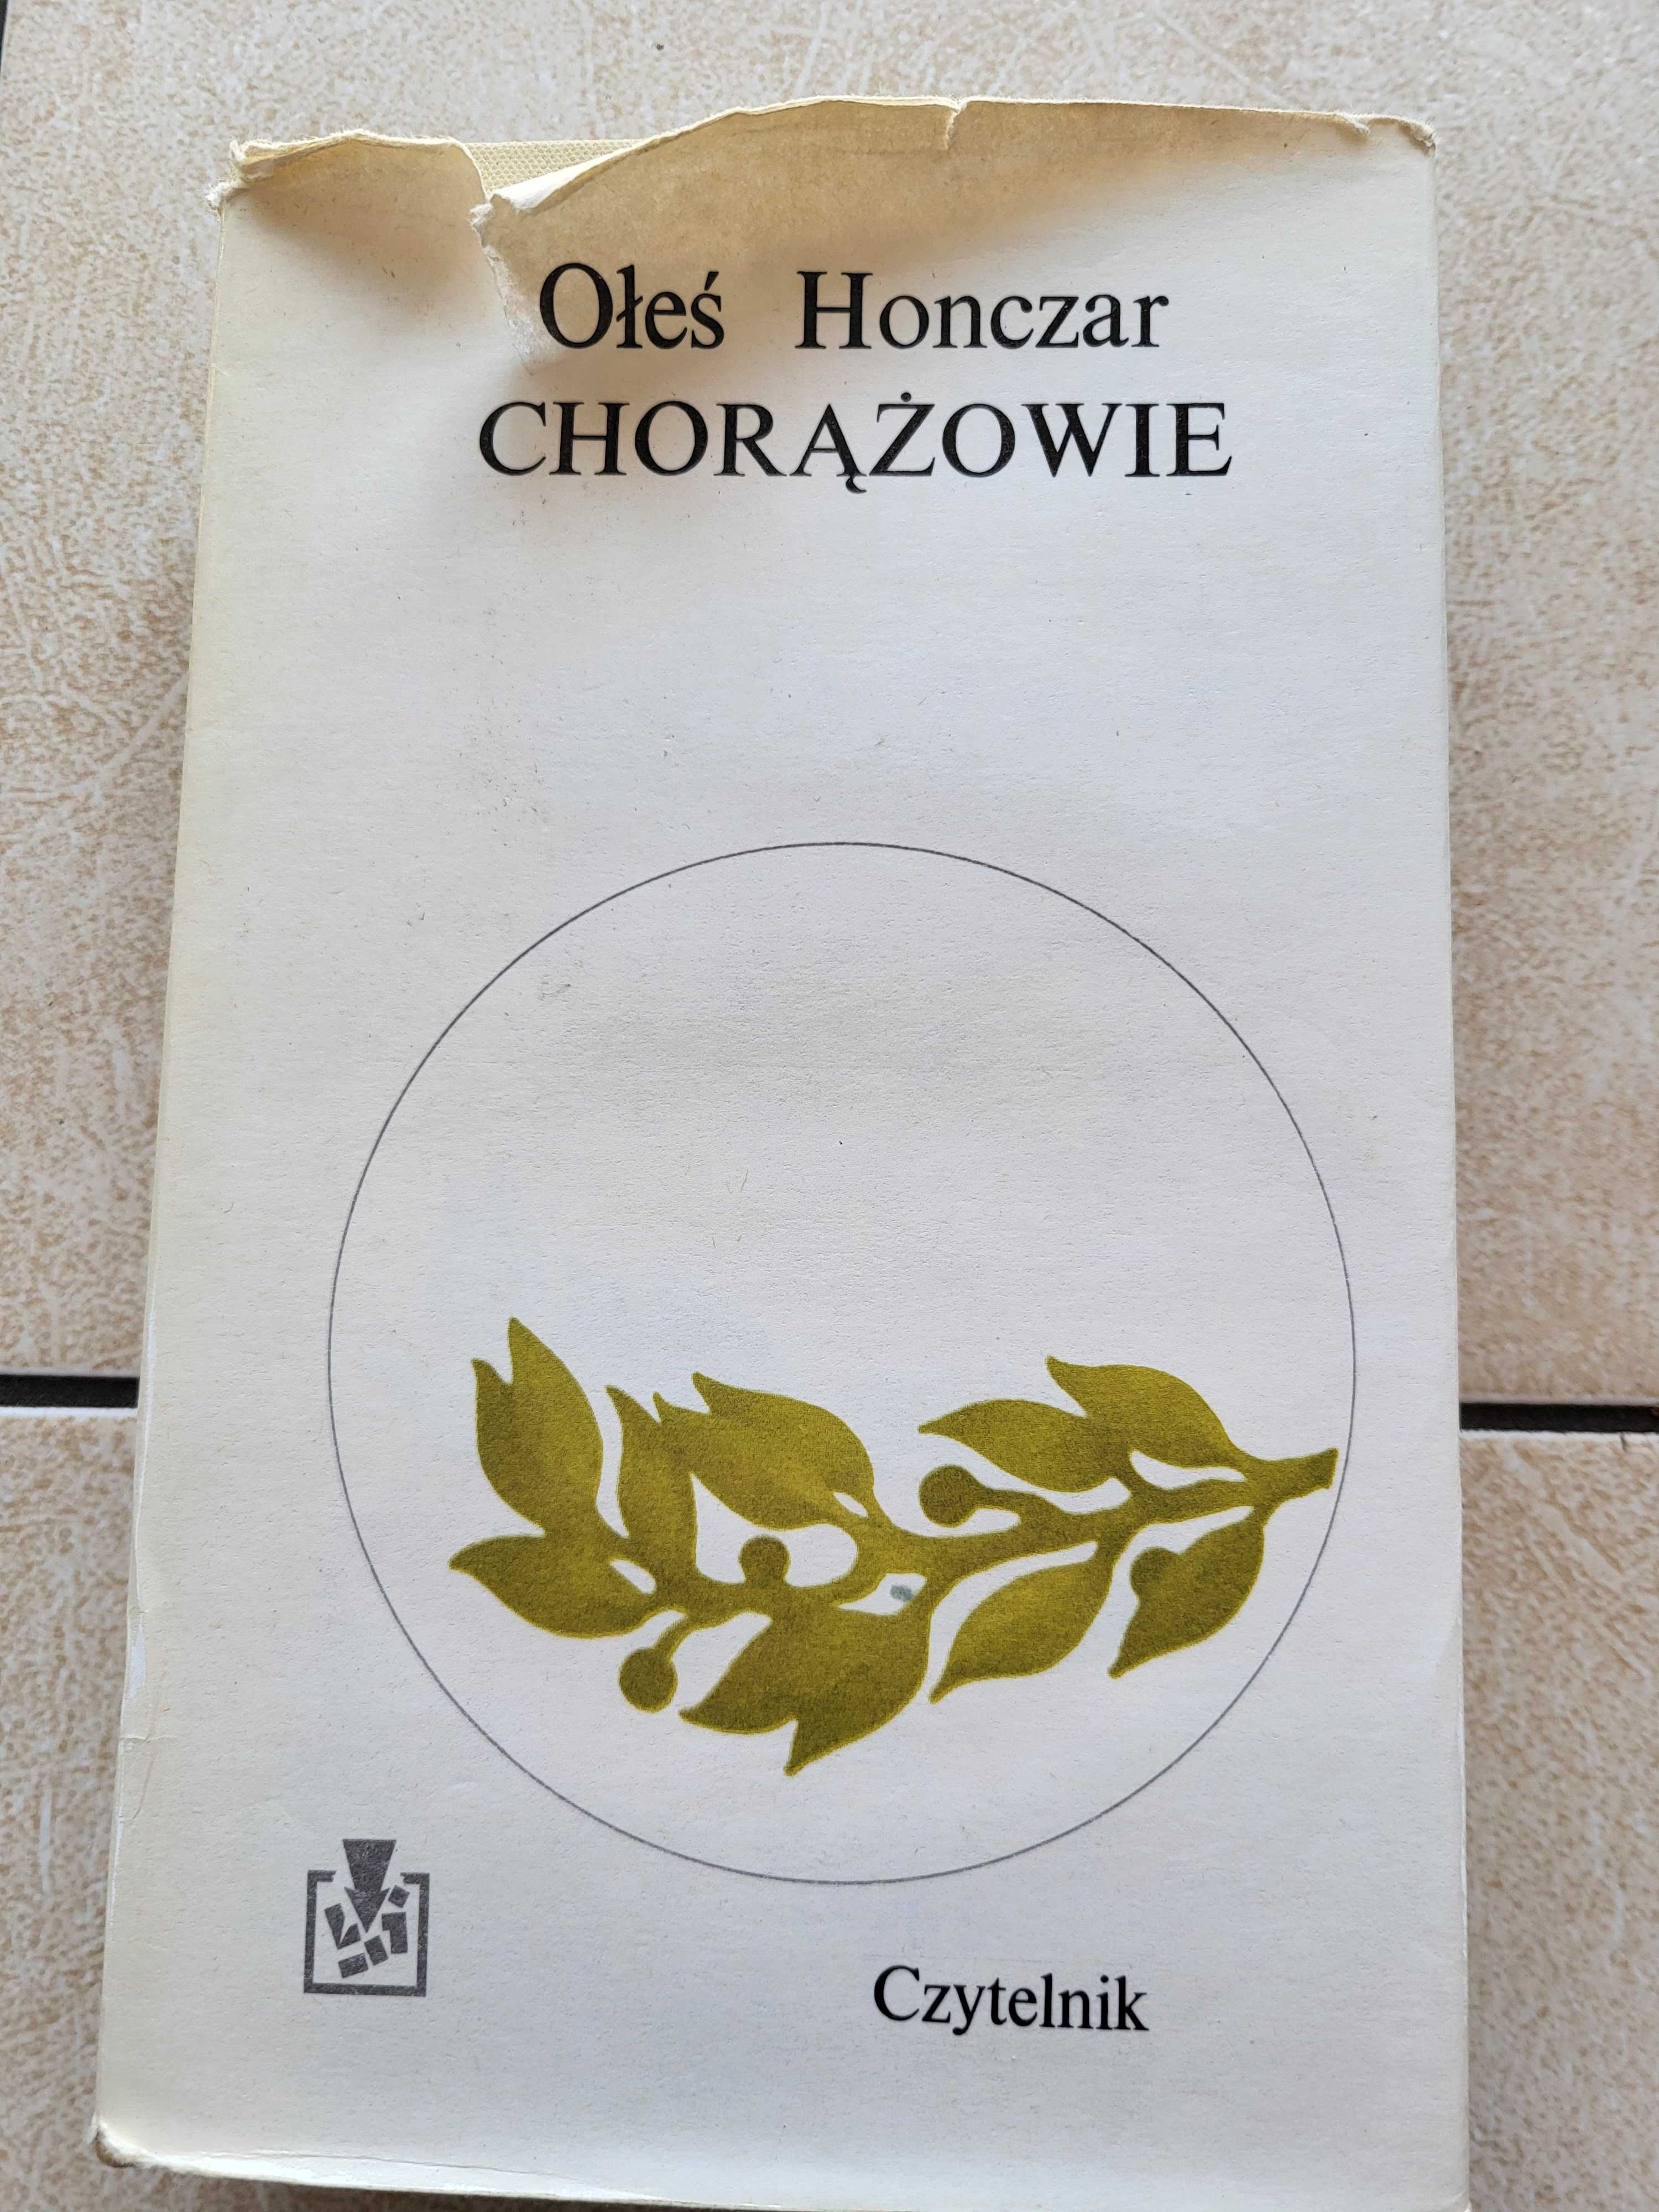 Ołeś Honczar
CHORĄŻOWIE
Czytelnik